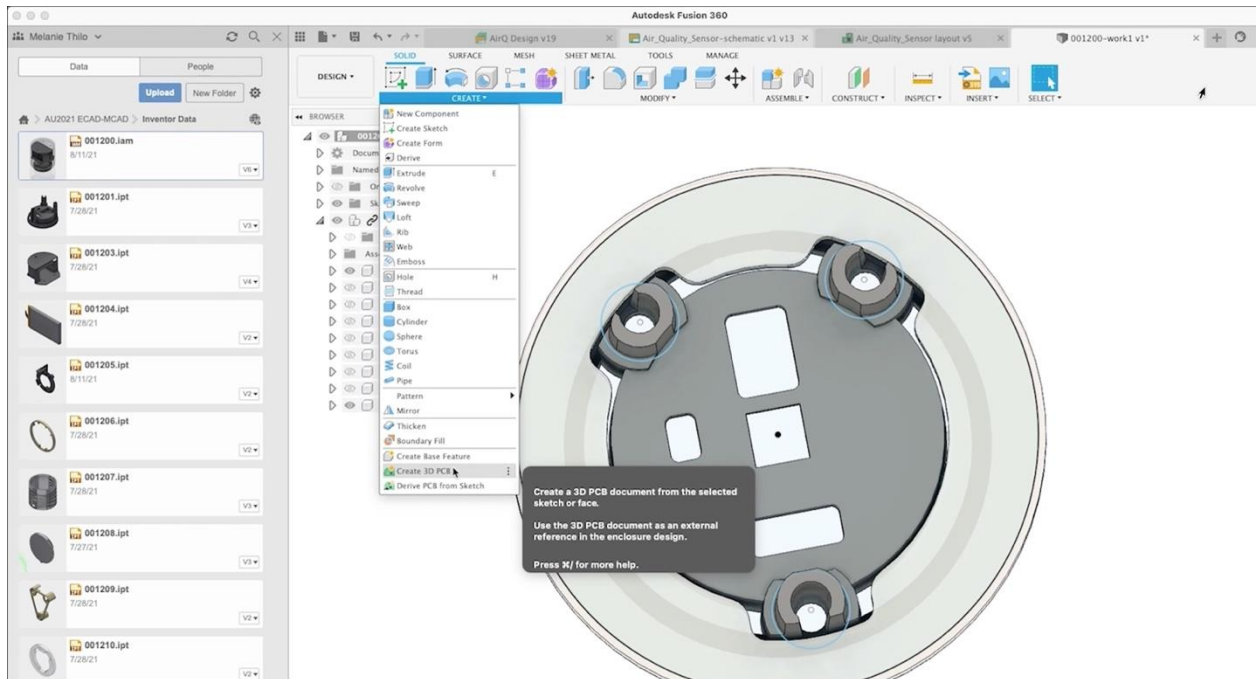 Autodesk Fusion 360
Melanie Thilo
AirQ Design v19
Air_Quality_Sensor-schematic v1 v13
Air_Quality_Sensor layout v5
001200-work1 v1*
Data
People
Upload
New Folder
AU2021 ECAD-MCAD > Inventor Data
001200.iam
8/11/21
V6
001201.ipt
7/28/21
V3
001203.ipt
7/28/21
V4
001204.ipt
7/28/21
V2
001205.ipt
8/11/21
V2
001206.ipt
7/28/21
V2
001207.ipt
7/28/21
V3
001208.ipt
7/27/21
V3
001209.ipt
7/28/21
V2
001210.ipt
7/28/21
V2
DESIGN
SOLID
SURFACE
MESH
SHEET METAL
TOOLS
MANAGE
CREATE
MODIFY
ASSEMBLE
CONSTRUCT
INSPECT
INSERT
SELECT
BROWSER
0012
Docum
Named
Or
Sk
Ass
New Component
Create Sketch
Create Form
Derive
Extrude E
Revolve
Sweep
Loft
Rib
Web
Emboss
Hole H
Thread
Box
Cylinder
Sphere
Torus
Coil
Pipe
Pattern
Mirror
Thicken
Boundary Fill
Create Base Feature
Create 3D PCB
Derive PCB from Sketch
Create a 3D PCB document from the selected
sketch or face.
Use the 3D PCB document as an external
reference in the enclosure design.
Press ⌘/ for more help.